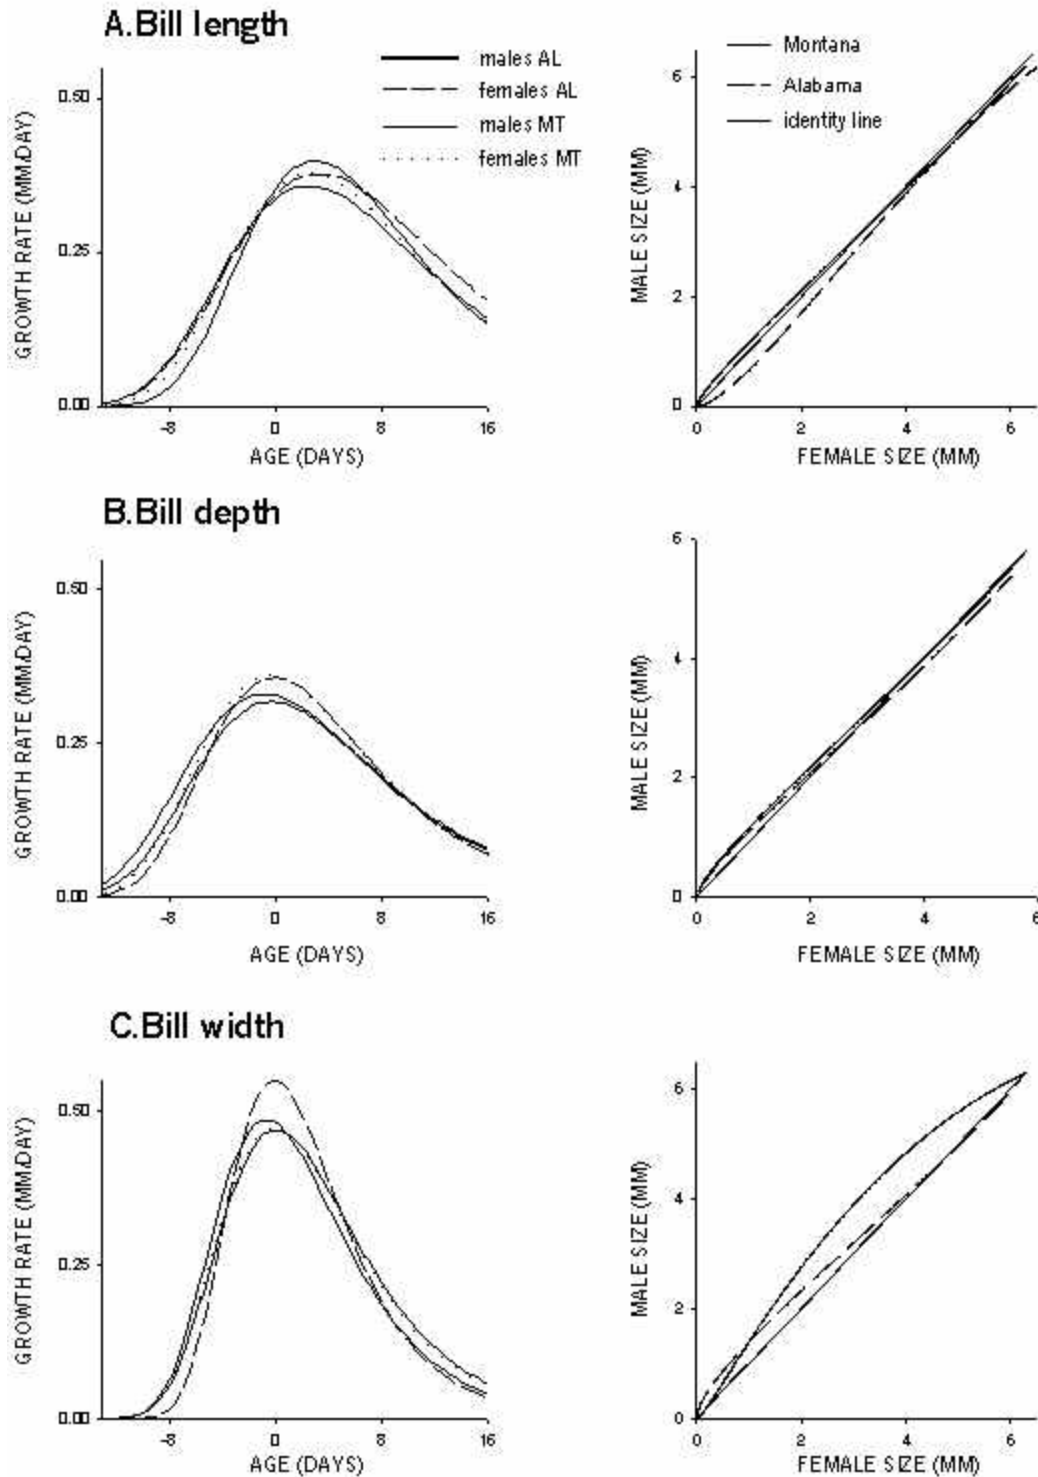 A.Bill length
males AL
females AL
males MT
females MT
Montana
Alabama
identity line
GROWTH RATE (MM/DAY)
0.50
0.25
0.00
-8 0 8 16
AGE (DAYS)
MALE SIZE (MM)
6
4
2
0
0 2 4 6
FEMALE SIZE (MM)
B.Bill depth
GROWTH RATE (MM/DAY)
0.50
0.25
0.00
-8 0 8 16
AGE (DAYS)
MALE SIZE (MM)
6
4
2
0
0 2 4 6
FEMALE SIZE (MM)
C.Bill width
GROWTH RATE (MM/DAY)
0.50
0.25
0.00
-8 0 8 16
AGE (DAYS)
MALE SIZE (MM)
6
4
2
0
0 2 4 6
FEMALE SIZE (MM)